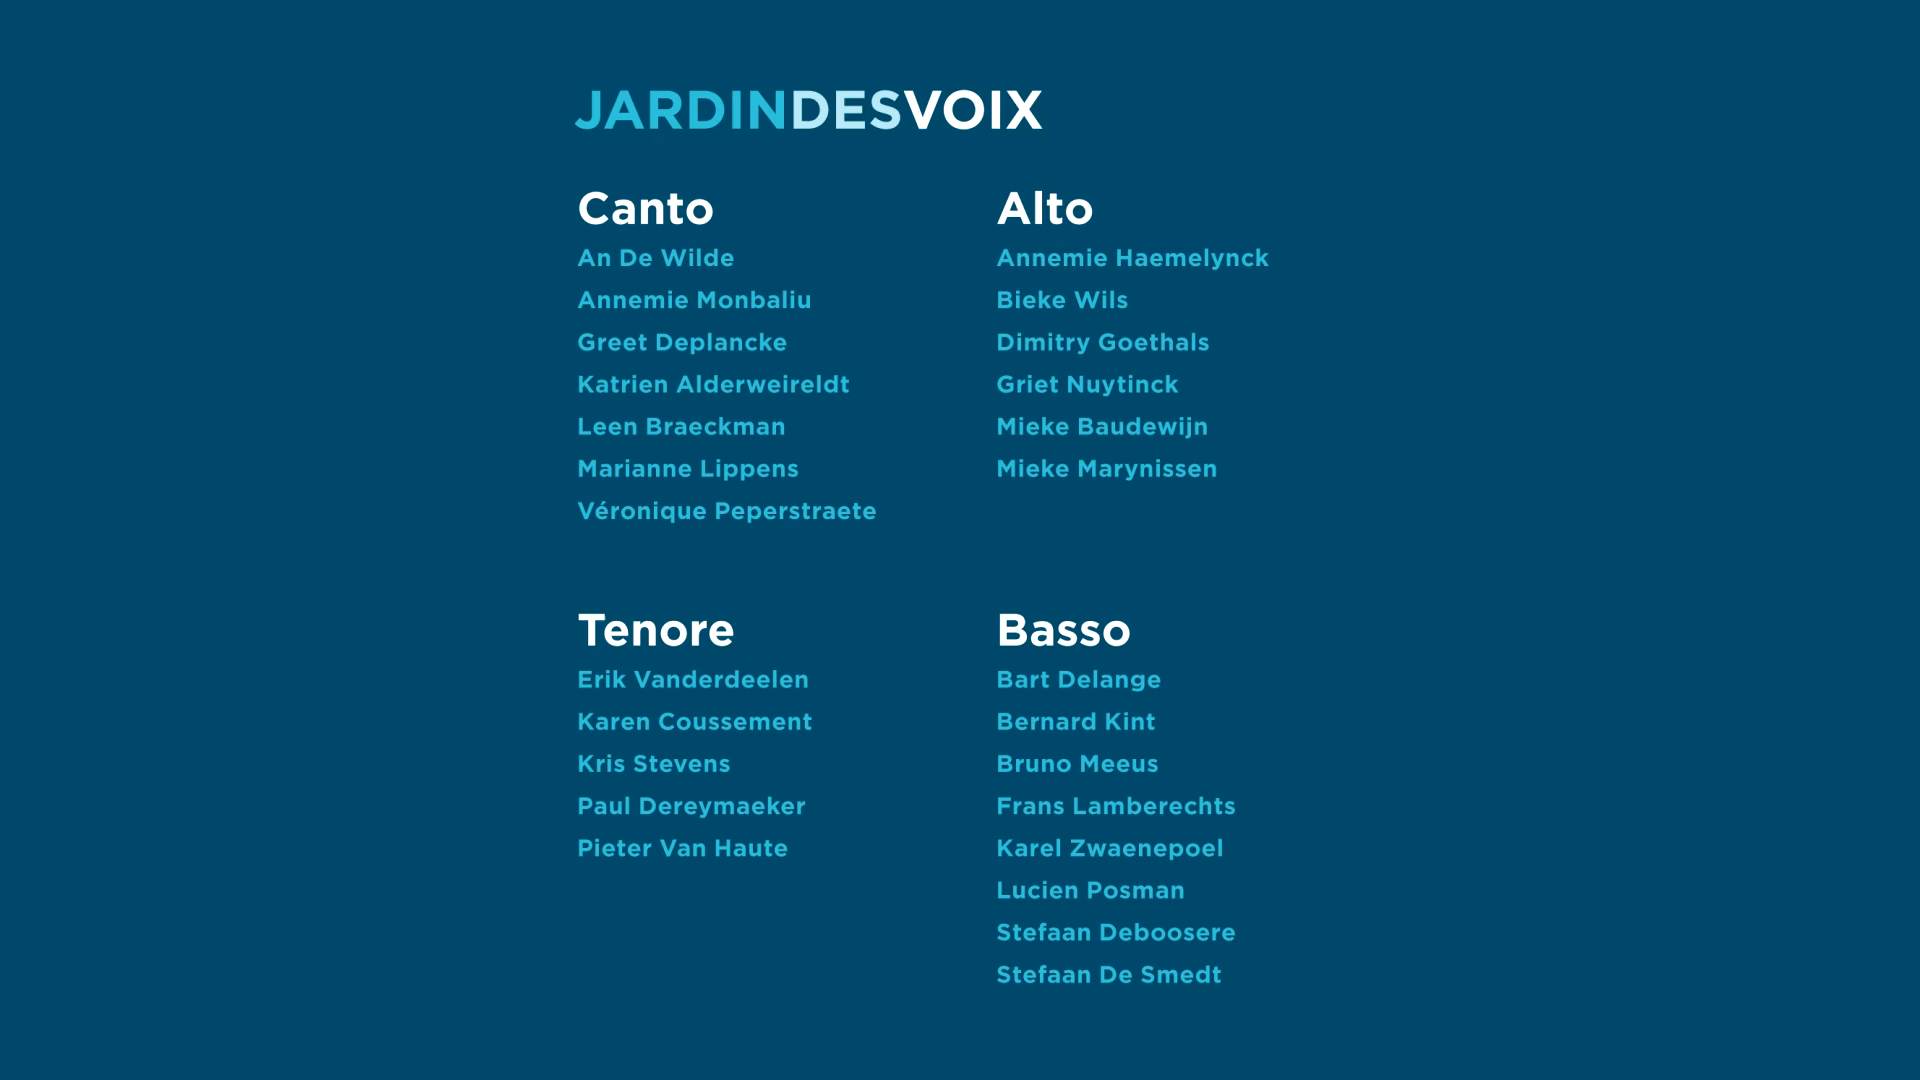 JARDINDESVOIX
Canto
An De Wilde
Annemie Monbaliu
Greet Deplancke
Katrien Alderweireldt
Leen Braeckman
Marianne Lippens
Véronique Peperstraete
Alto
Annemie Haemelynck
Bieke Wils
Dimitry Goethals
Griet Nuytinck
Mieke Baudewijn
Mieke Marynissen
Tenore
Erik Vanderdeelen
Karen Coussement
Kris Stevens
Paul Dereymaeker
Pieter Van Haute
Basso
Bart Delange
Bernard Kint
Bruno Meeus
Frans Lamberechts
Karel Zwaenepoel
Lucien Posman
Stefaan Deboosere
Stefaan De Smedt